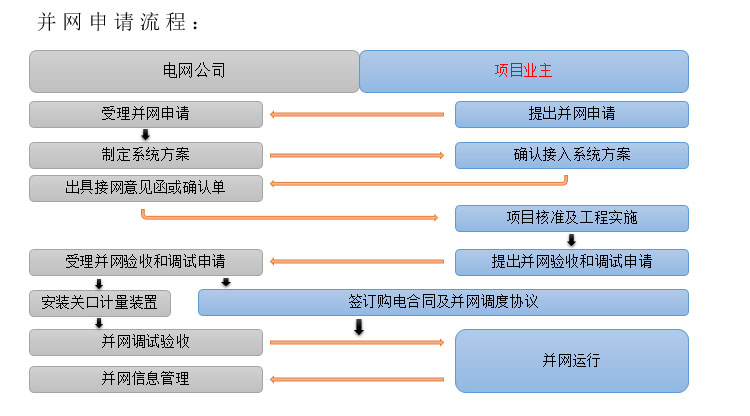 并网申请流程：
电网公司
项目业主
受理并网申请
提出并网申请
制定系统方案
确认接入系统方案
出具接网意见函或确认单
项目核准及工程实施
受理并网验收和调试申请
提出并网验收和调试申请
安装关口计量装置
签订购电合同及并网调度协议
并网调试验收
并网运行
并网信息管理